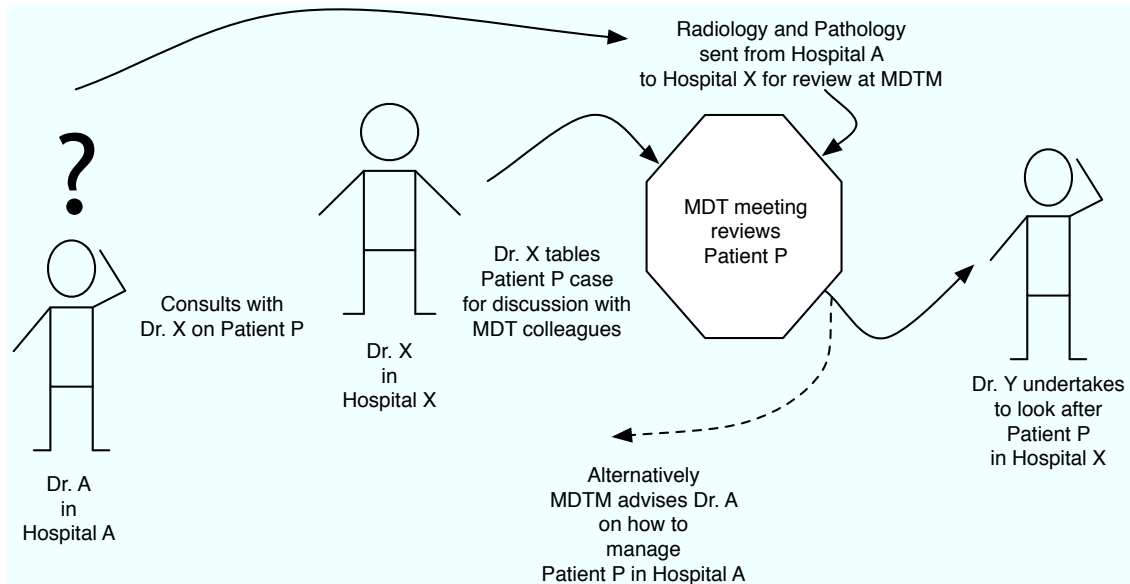 Radiology and Pathology
sent from Hospital A
to Hospital X for review at MDTM
?
MDT meeting
reviews
Patient P
Dr. X tables
Patient P case
for discussion with
MDT colleagues
Consults with
Dr. X on Patient P
Dr. X
in
Hospital X
Dr. Y undertakes
to look after
Patient P
in Hospital X
Dr. A
in
Hospital A
Alternatively
MDTM advises Dr. A
on how to
manage
Patient P in Hospital A